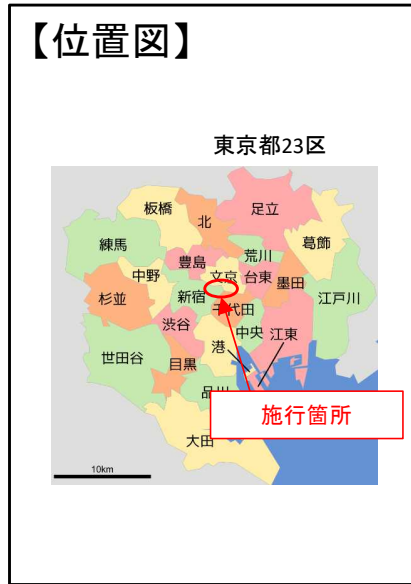 【位置図】
東京都23区
足立
板橋
北
葛飾
練馬
荒川
豊島
文京
台東
中野
墨田
江戸川
杉並
新宿
千代田
中央
渋谷
江東
港
世田谷
目黒
品川
施行箇所
大田
10km